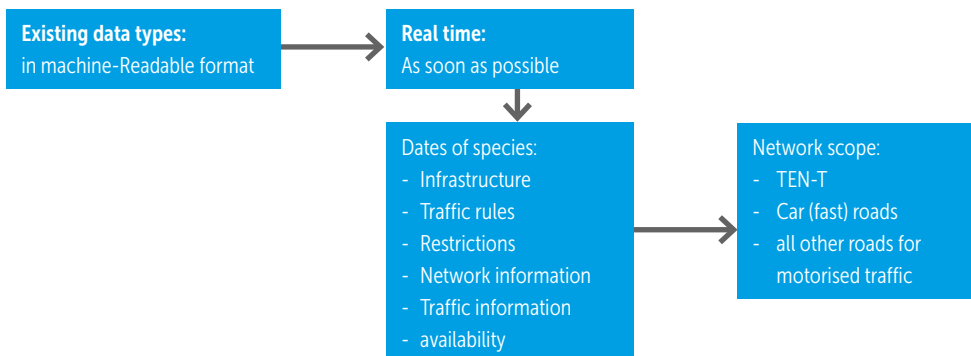 Existing data types:
in machine-Readable format
Real time:
As soon as possible
Dates of species:
- Infrastructure
- Traffic rules
- Restrictions
- Network information
- Traffic information
- availability
Network scope:
- TEN-T
- Car (fast) roads
- all other roads for
motorised traffic